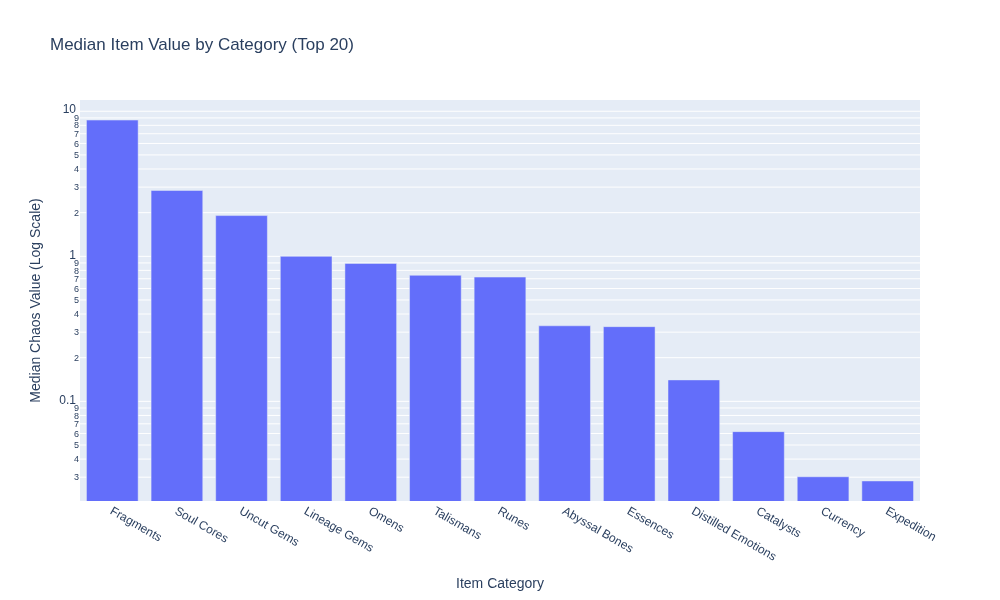 Median Item Value by Category (Top 20)
Median Chaos Value (Log Scale)
10
9
8
7
6
5
4
3
2
1
9
8
7
6
5
4
3
2
0.1
9
8
7
6
5
4
3
Fragments
Soul Cores
Uncut Gems
Lineage Gems
Omens
Talismans
Runes
Abyssal Bones
Essences
Distilled Emotions
Catalysts
Currency
Expedition
Item Category